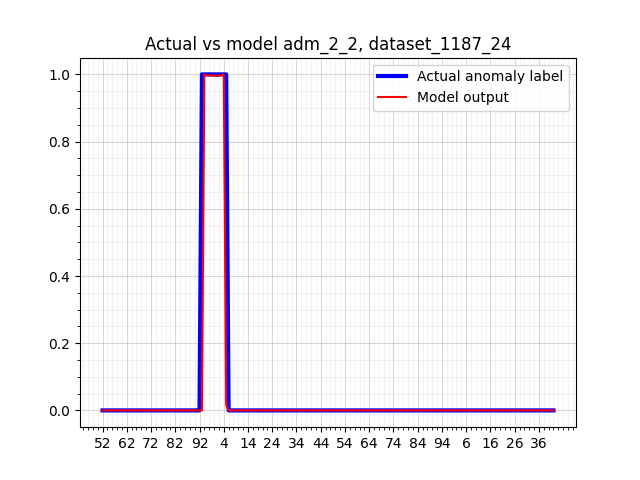 Actual vs model adm_2_2, dataset_1187_24
Actual anomaly label
Model output
1.0
0.8
0.6
0.4
0.2
0.0
52 62 72 82 92 4 14 24 34 44 54 64 74 84 94 6 16 26 36